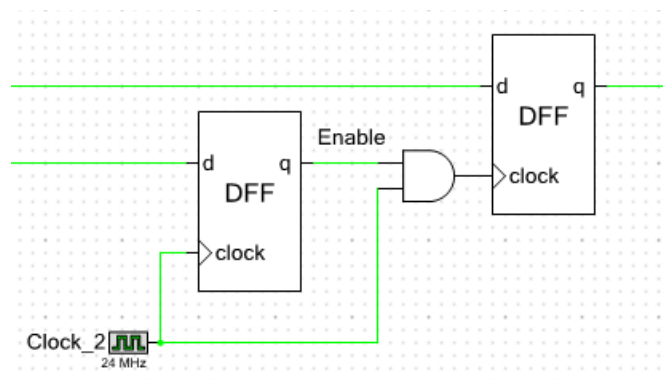 d q
DFF
clock
Enable
d q
DFF
clock
Clock_2
24 MHz